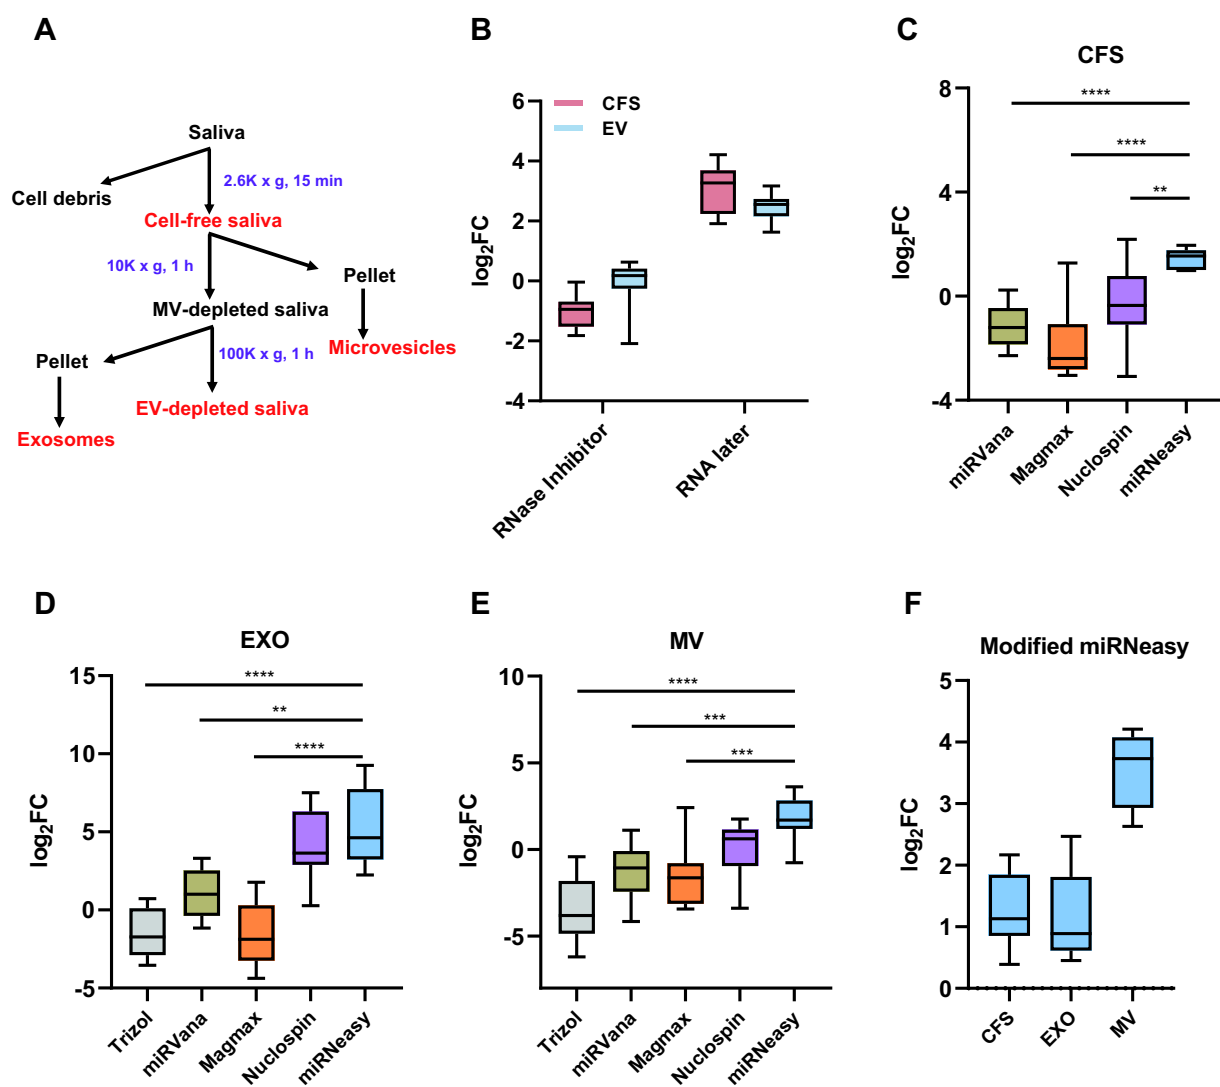 A
Saliva
Cell debris
2.6K x g, 15 min
Cell-free saliva
10K x g, 1 h
Pellet
MV-depleted saliva
Pellet
100K x g, 1 h
Microvesicles
EV-depleted saliva
Exosomes
B
CFS
EV
log₂FC
6
4
2
0
-2
-4
RNase Inhibitor
RNA later
C
CFS
log₂FC
8
4
0
-4
****
****
**
miRVana
Magmax
Nuclospin
miRNeasy
D
EXO
log₂FC
15
10
5
0
-5
****
**
****
Trizol
miRVana
Magmax
Nuclospin
miRNeasy
E
MV
log₂FC
10
5
0
-5
****
***
***
Trizol
miRVana
Magmax
Nuclospin
miRNeasy
F
Modified miRNeasy
log₂FC
5
4
3
2
1
0
CFS
EXO
MV